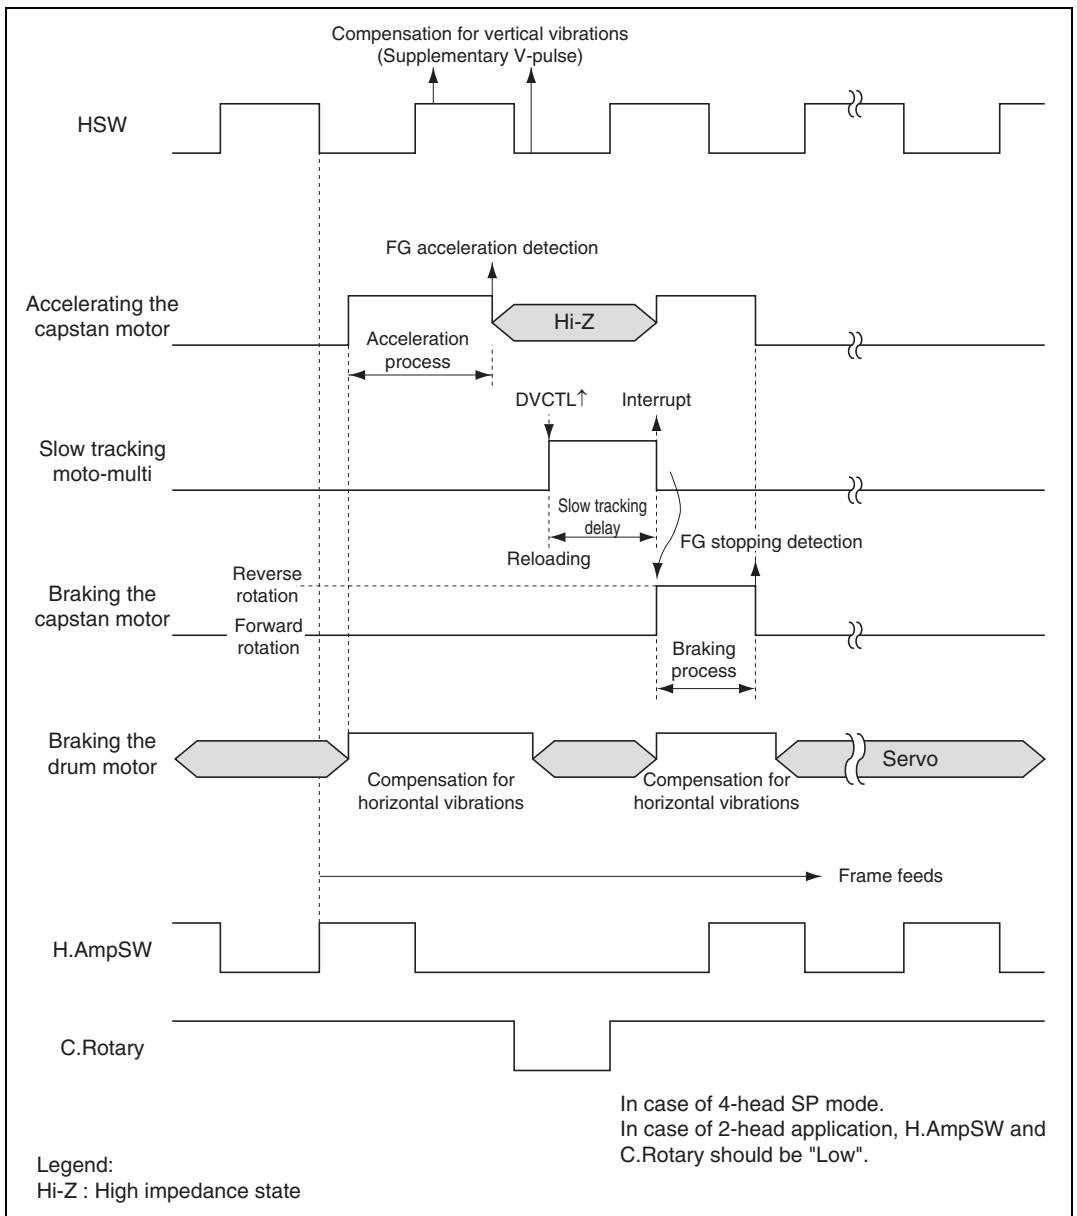 Compensation for vertical vibrations
(Supplementary V-pulse)
HSW
FG acceleration detection
Accelerating the
capstan motor
Hi-Z
Acceleration
process
DVCTL↑
Interrupt
Slow tracking
moto-multi
Slow tracking
delay
FG stopping detection
Reloading
Reverse
rotation
Braking the
capstan motor
Forward
rotation
Braking
process
Braking the
drum motor
Servo
Compensation for
horizontal vibrations
Compensation for
horizontal vibrations
Frame feeds
H.AmpSW
C.Rotary
In case of 4-head SP mode.
In case of 2-head application, H.AmpSW and
C.Rotary should be "Low".
Legend:
Hi-Z : High impedance state